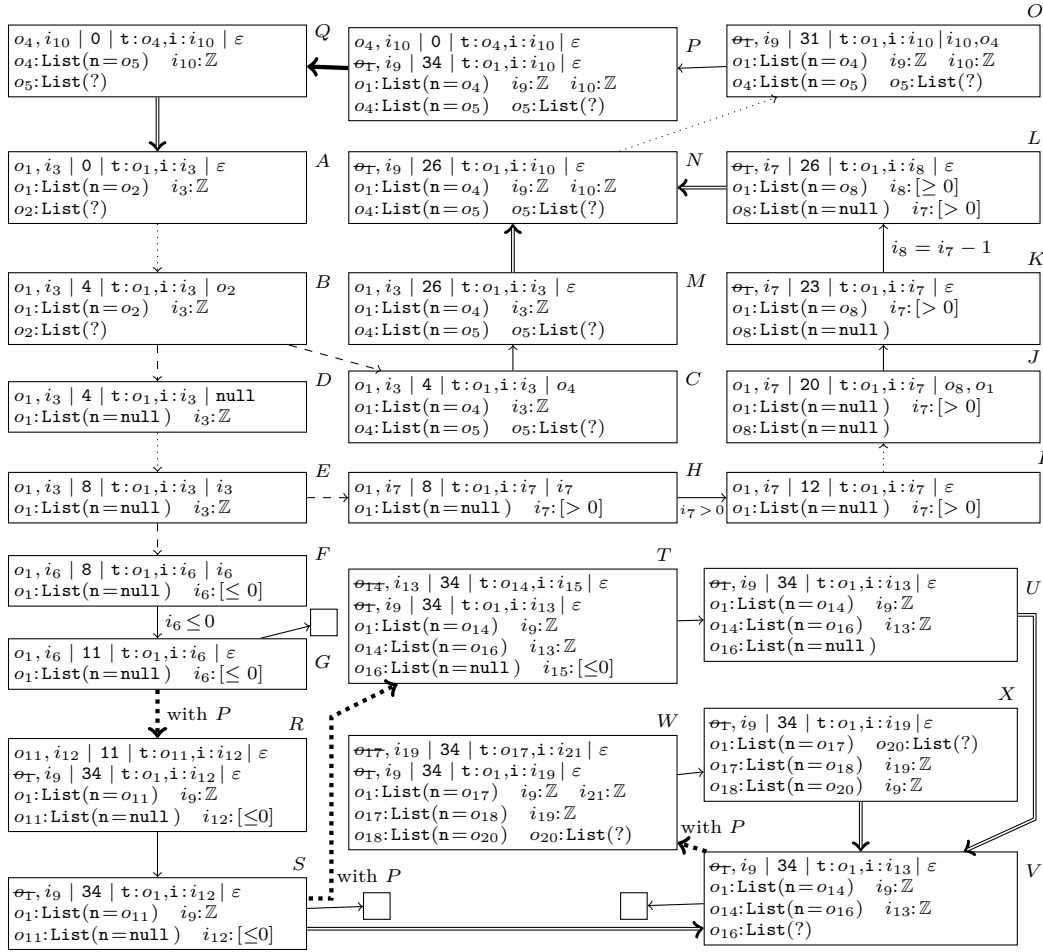 Q
o₄, i₁₀ | 0 | t:o₄,i:i₁₀ | ε
o₄:List(n=o₅) i₁₀:ℤ
o₅:List(?)
P
o₄, i₁₀ | 0 | t:o₄,i:i₁₀ | ε
o̶₁̶, i₉ | 34 | t:o₁,i:i₁₀ | ε
o₁:List(n=o₄) i₉:ℤ i₁₀:ℤ
o₄:List(n=o₅) o₅:List(?)
O
o̶₁̶, i₉ | 31 | t:o₁,i:i₁₀ | i₁₀,o₄
o₁:List(n=o₄) i₉:ℤ i₁₀:ℤ
o₄:List(n=o₅) o₅:List(?)
A
o₁, i₃ | 0 | t:o₁,i:i₃ | ε
o₁:List(n=o₂) i₃:ℤ
o₂:List(?)
N
o̶₁̶, i₉ | 26 | t:o₁,i:i₁₀ | ε
o₁:List(n=o₄) i₉:ℤ i₁₀:ℤ
o₄:List(n=o₅) o₅:List(?)
L
o̶₁̶, i₇ | 26 | t:o₁,i:i₈ | ε
o₁:List(n=o₈) i₈:[≥ 0]
o₈:List(n=null) i₇:[> 0]
i₈ = i₇ − 1
B
o₁, i₃ | 4 | t:o₁,i:i₃ | o₂
o₁:List(n=o₂) i₃:ℤ
o₂:List(?)
M
o₁, i₃ | 26 | t:o₁,i:i₃ | ε
o₁:List(n=o₄) i₃:ℤ
o₄:List(n=o₅) o₅:List(?)
K
o̶₁̶, i₇ | 23 | t:o₁,i:i₇ | ε
o₁:List(n=o₈) i₇:[> 0]
o₈:List(n=null)
D
o₁, i₃ | 4 | t:o₁,i:i₃ | null
o₁:List(n=null) i₃:ℤ
C
o₁, i₃ | 4 | t:o₁,i:i₃ | o₄
o₁:List(n=o₄) i₃:ℤ
o₄:List(n=o₅) o₅:List(?)
J
o₁, i₇ | 20 | t:o₁,i:i₇ | o₈, o₁
o₁:List(n=null) i₇:[> 0]
o₈:List(n=null)
E
o₁, i₃ | 8 | t:o₁,i:i₃ | i₃
o₁:List(n=null) i₃:ℤ
H
o₁, i₇ | 8 | t:o₁,i:i₇ | i₇
o₁:List(n=null) i₇:[> 0]
i₇>0
I
o₁, i₇ | 12 | t:o₁,i:i₇ | ε
o₁:List(n=null) i₇:[> 0]
F
o₁, i₆ | 8 | t:o₁,i:i₆ | i₆
o₁:List(n=null) i₆:[≤ 0]
i₆≤0
G
o₁, i₆ | 11 | t:o₁,i:i₆ | ε
o₁:List(n=null) i₆:[≤ 0]
with P
T
o̶₁̶₄̶, i₁₃ | 34 | t:o₁₄,i:i₁₅ | ε
o̶₁̶, i₉ | 34 | t:o₁,i:i₁₃ | ε
o₁:List(n=o₁₄) i₉:ℤ
o₁₄:List(n=o₁₆) i₁₃:ℤ
o₁₆:List(n=null) i₁₅:[≤0]
U
o̶₁̶, i₉ | 34 | t:o₁,i:i₁₃ | ε
o₁:List(n=o₁₄) i₉:ℤ
o₁₄:List(n=o₁₆) i₁₃:ℤ
o₁₆:List(n=null)
R
o₁₁, i₁₂ | 11 | t:o₁₁,i:i₁₂ | ε
o̶₁̶, i₉ | 34 | t:o₁,i:i₁₂ | ε
o₁:List(n=o₁₁) i₉:ℤ
o₁₁:List(n=null) i₁₂:[≤0]
W
o̶₁̶₇̶, i₁₉ | 34 | t:o₁₇,i:i₂₁ | ε
o̶₁̶, i₉ | 34 | t:o₁,i:i₁₉ | ε
o₁:List(n=o₁₇) i₉:ℤ i₂₁:ℤ
o₁₇:List(n=o₁₈) i₁₉:ℤ
o₁₈:List(n=o₂₀) o₂₀:List(?)
X
o̶₁̶, i₉ | 34 | t:o₁,i:i₁₉ | ε
o₁:List(n=o₁₇) o₂₀:List(?)
o₁₇:List(n=o₁₈) i₁₉:ℤ
o₁₈:List(n=o₂₀) i₉:ℤ
with P
S
o̶₁̶, i₉ | 34 | t:o₁,i:i₁₂ | ε
o₁:List(n=o₁₁) i₉:ℤ
o₁₁:List(n=null) i₁₂:[≤0]
with P
V
o̶₁̶, i₉ | 34 | t:o₁,i:i₁₃ | ε
o₁:List(n=o₁₄) i₉:ℤ
o₁₄:List(n=o₁₆) i₁₃:ℤ
o₁₆:List(?)